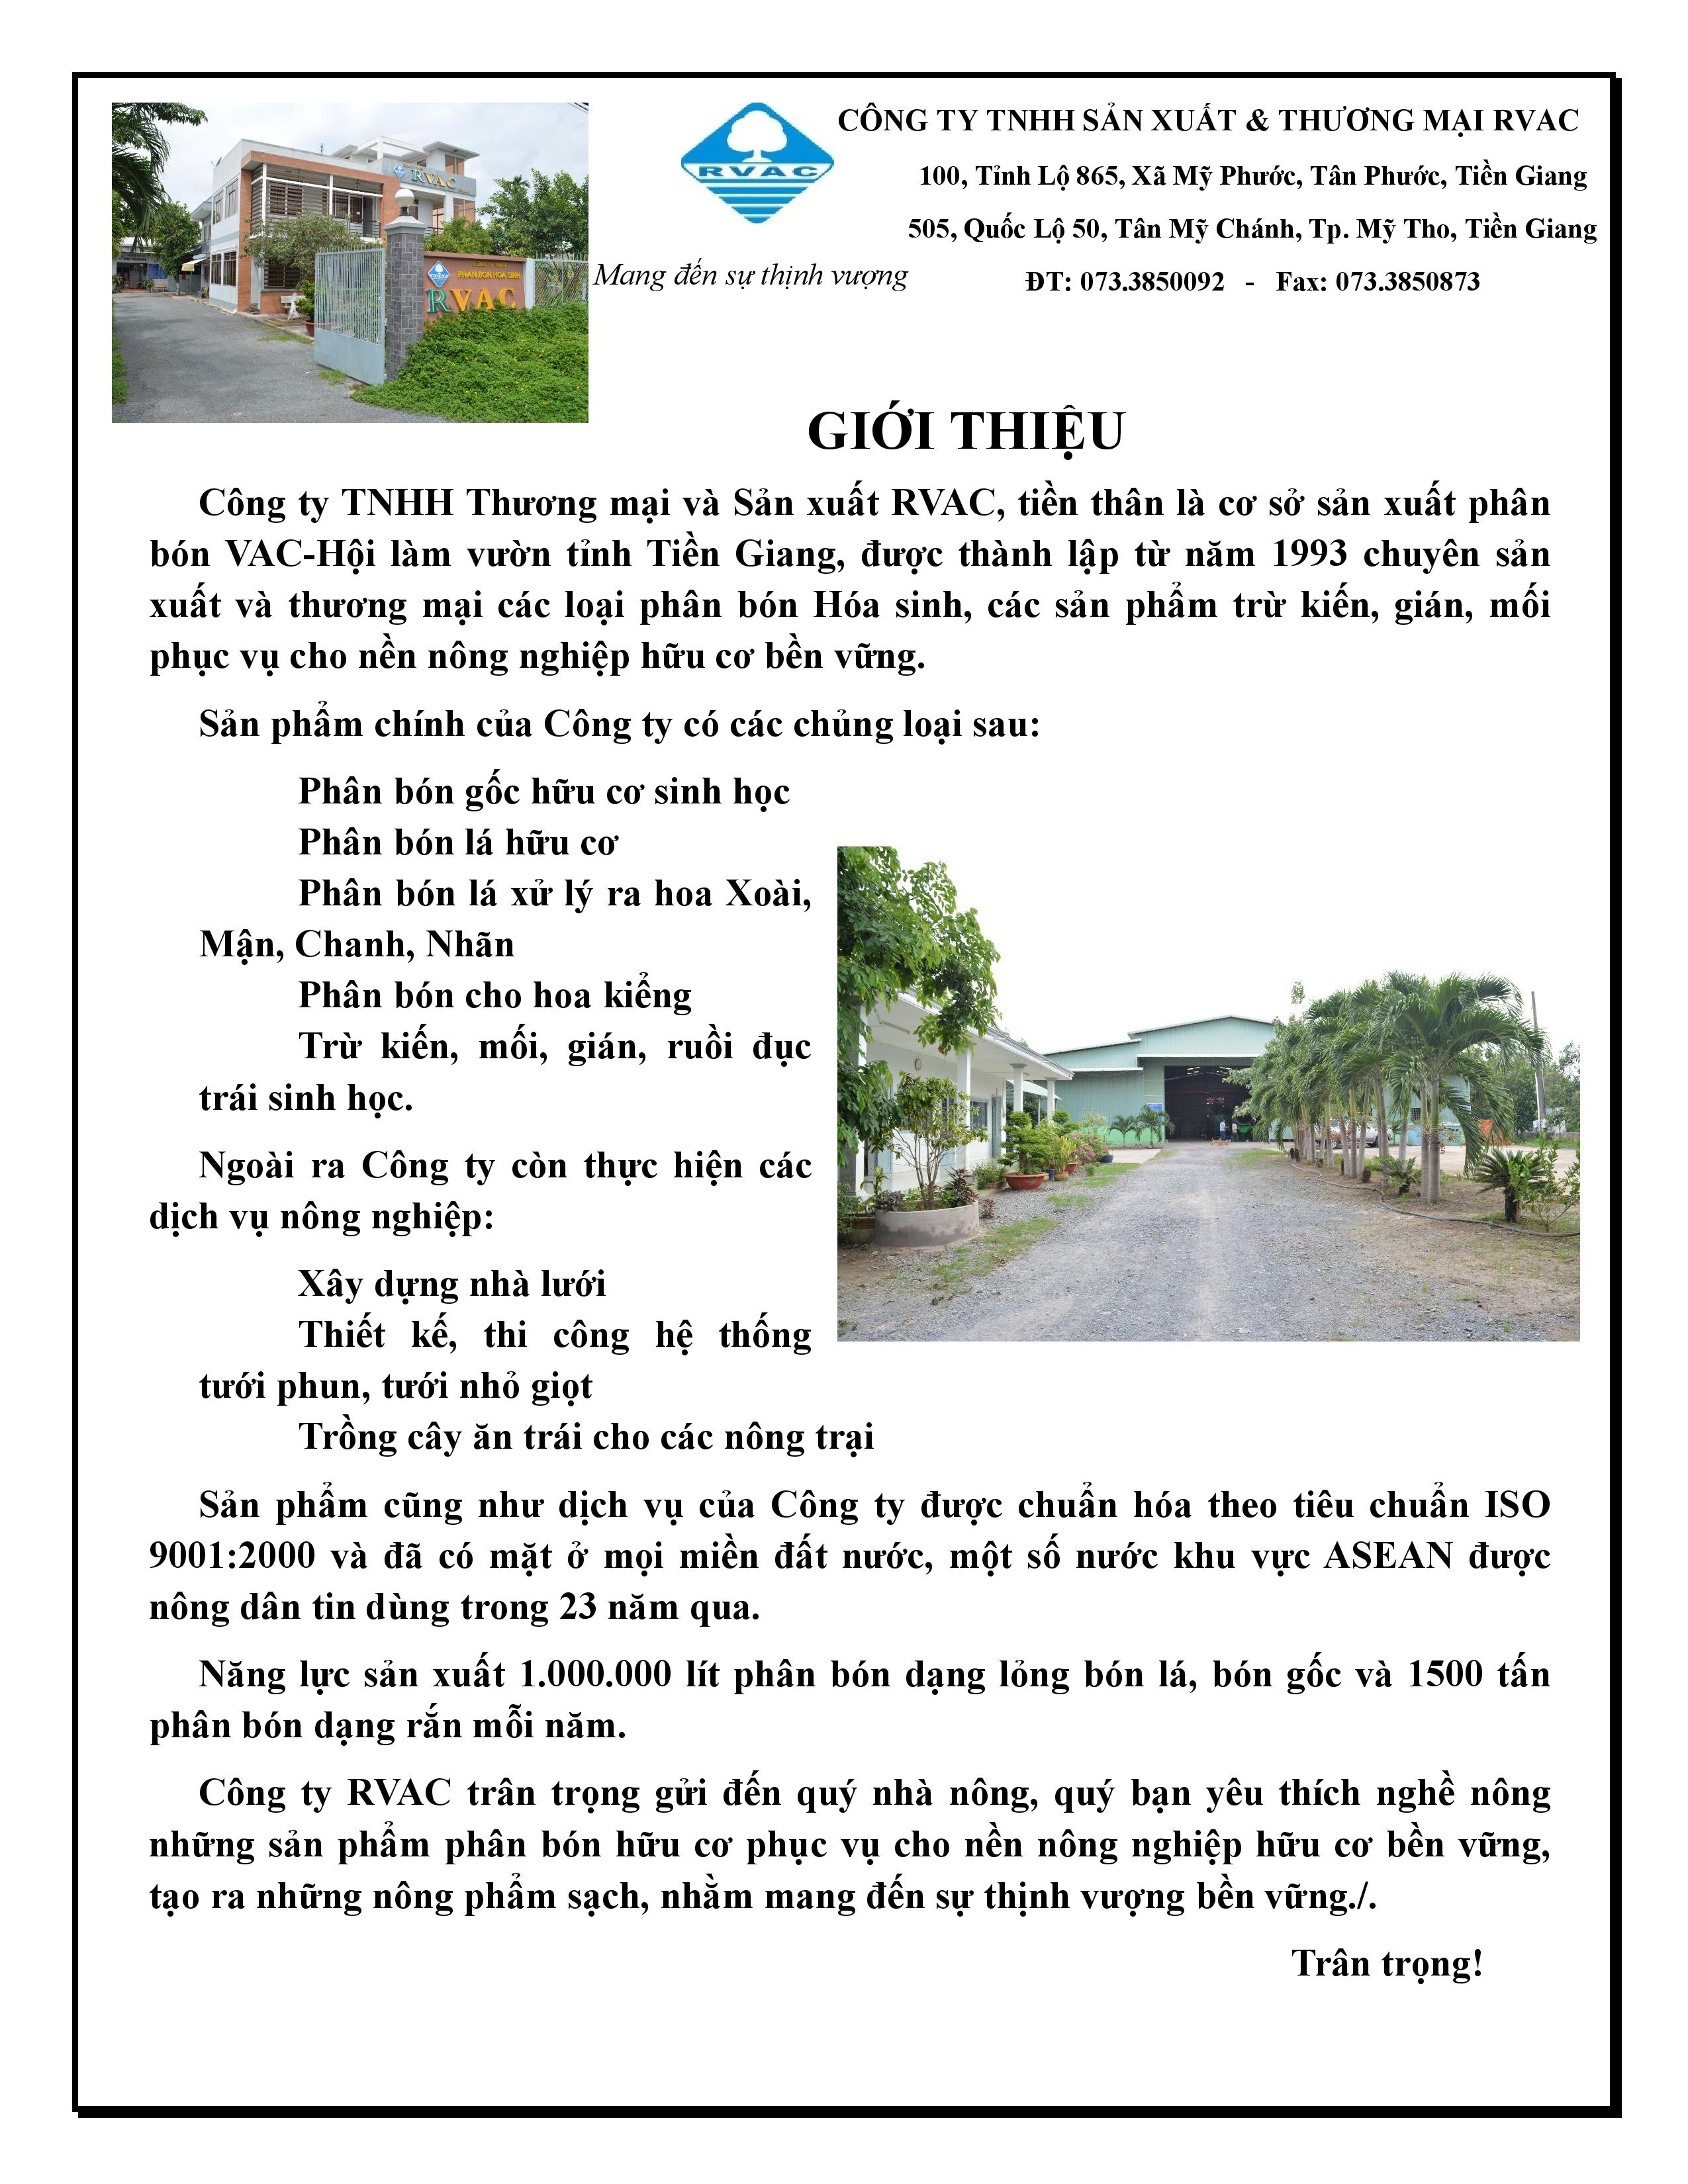 RVAC
CÔNG TY TNHH
PHÂN BÓN HÓA SINH
RVAC
RVAC
Mang đến sự thịnh vượng
CÔNG TY TNHH SẢN XUẤT & THƯƠNG MẠI RVAC
100, Tỉnh Lộ 865, Xã Mỹ Phước, Tân Phước, Tiền Giang
505, Quốc Lộ 50, Tân Mỹ Chánh, Tp. Mỹ Tho, Tiền Giang
ĐT: 073.3850092 - Fax: 073.3850873
GIỚI THIỆU
Công ty TNHH Thương mại và Sản xuất RVAC, tiền thân là cơ sở sản xuất phân
bón VAC-Hội làm vườn tỉnh Tiền Giang, được thành lập từ năm 1993 chuyên sản
xuất và thương mại các loại phân bón Hóa sinh, các sản phẩm trừ kiến, gián, mối
phục vụ cho nền nông nghiệp hữu cơ bền vững.
Sản phẩm chính của Công ty có các chủng loại sau:
Phân bón gốc hữu cơ sinh học
Phân bón lá hữu cơ
Phân bón lá xử lý ra hoa Xoài,
Mận, Chanh, Nhãn
Phân bón cho hoa kiểng
Trừ kiến, mối, gián, ruồi đục
trái sinh học.
Ngoài ra Công ty còn thực hiện các
dịch vụ nông nghiệp:
Xây dựng nhà lưới
Thiết kế, thi công hệ thống
tưới phun, tưới nhỏ giọt
Trồng cây ăn trái cho các nông trại
Sản phẩm cũng như dịch vụ của Công ty được chuẩn hóa theo tiêu chuẩn ISO
9001:2000 và đã có mặt ở mọi miền đất nước, một số nước khu vực ASEAN được
nông dân tin dùng trong 23 năm qua.
Năng lực sản xuất 1.000.000 lít phân bón dạng lỏng bón lá, bón gốc và 1500 tấn
phân bón dạng rắn mỗi năm.
Công ty RVAC trân trọng gửi đến quý nhà nông, quý bạn yêu thích nghề nông
những sản phẩm phân bón hữu cơ phục vụ cho nền nông nghiệp hữu cơ bền vững,
tạo ra những nông phẩm sạch, nhằm mang đến sự thịnh vượng bền vững./.
Trân trọng!